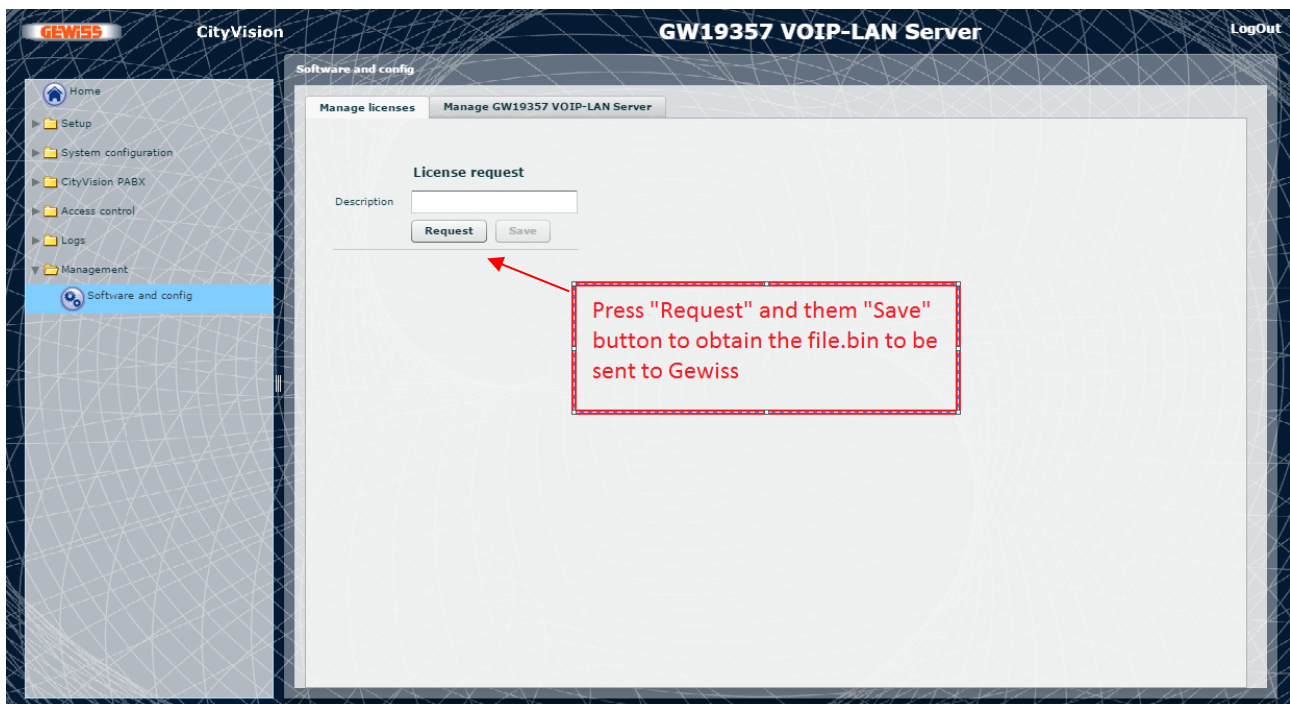 GEWISS
CityVision
GW19357 VOIP-LAN Server
LogOut
Software and config
Home
Setup
System configuration
CityVision PABX
Access control
Logs
Management
Software and config
Manage licenses
Manage GW19357 VOIP-LAN Server
License request
Description
Request
Save
Press "Request" and them "Save"
button to obtain the file.bin to be
sent to Gewiss